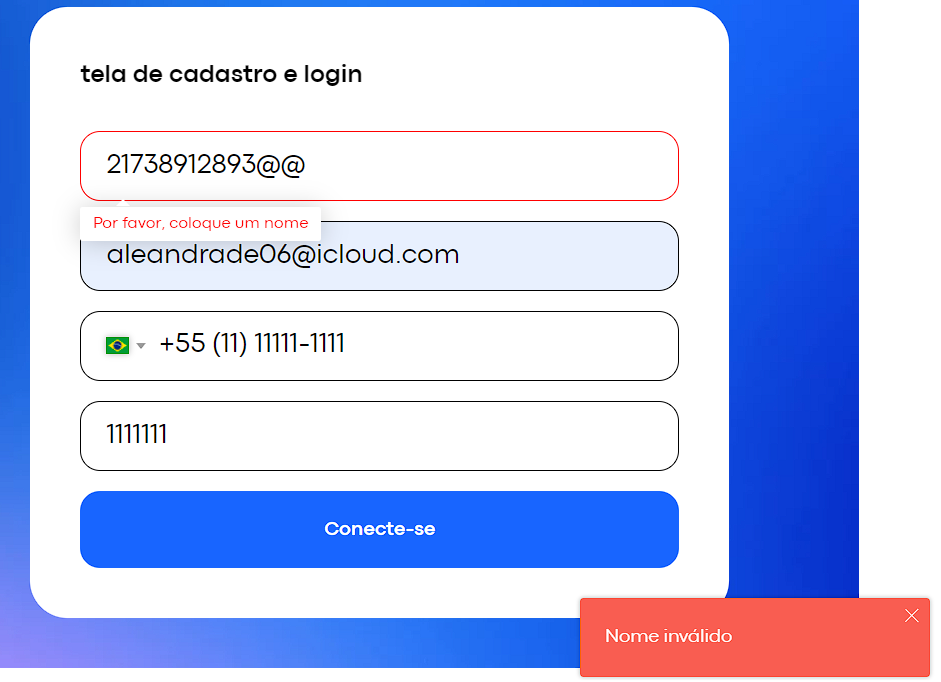 tela de cadastro e login
21738912893@@
Por favor, coloque um nome
aleandrade06@icloud.com
+55 (11) 11111-1111
1111111
Conecte-se
Nome inválido